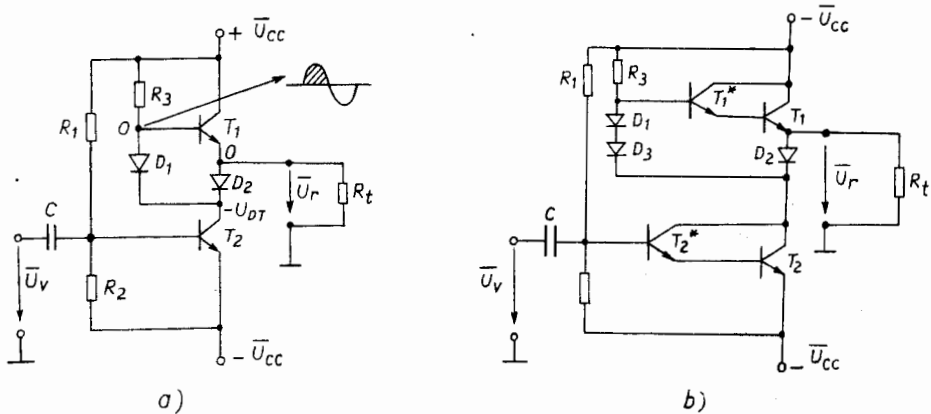 + U̅cc
R3
R1
O
T1
D1
O
D2
-UDT
U̅r
Rt
C
T2
U̅v
R2
- U̅cc
a)
- U̅cc
R1
R3
T1*
D1
T1
D3
D2
U̅r
Rt
C
T2*
T2
U̅v
- U̅cc
b)